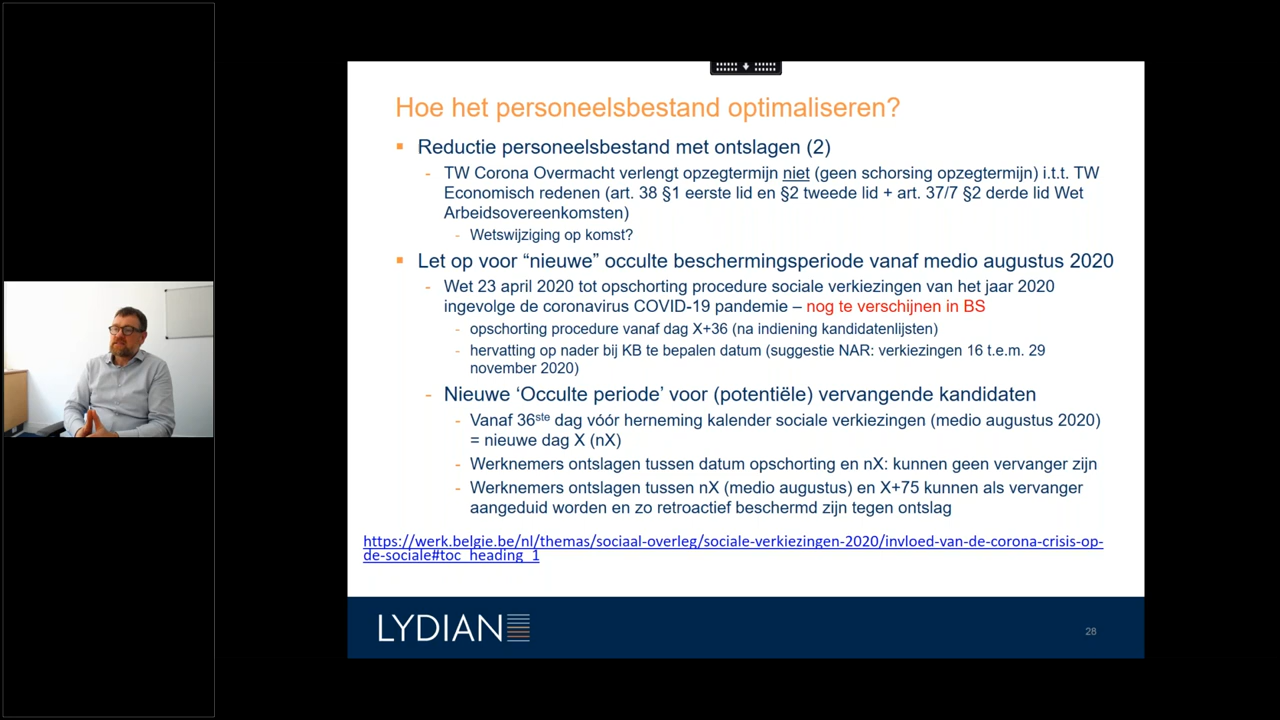 Hoe het personeelsbestand optimaliseren?
Reductie personeelsbestand met ontslagen (2)
- TW Corona Overmacht verlengt opzegtermijn niet (geen schorsing opzegtermijn) i.t.t. TW
Economisch redenen (art. 38 §1 eerste lid en §2 tweede lid + art. 37/7 §2 derde lid Wet
Arbeidsovereenkomsten)
- Wetswijziging op komst?
Let op voor “nieuwe” occulte beschermingsperiode vanaf medio augustus 2020
- Wet 23 april 2020 tot opschorting procedure sociale verkiezingen van het jaar 2020
ingevolge de coronavirus COVID-19 pandemie – nog te verschijnen in BS
- opschorting procedure vanaf dag X+36 (na indiening kandidatenlijsten)
- hervatting op nader bij KB te bepalen datum (suggestie NAR: verkiezingen 16 t.e.m. 29
november 2020)
- Nieuwe ‘Occulte periode’ voor (potentiële) vervangende kandidaten
- Vanaf 36ste dag vóór herneming kalender sociale verkiezingen (medio augustus 2020)
= nieuwe dag X (nX)
- Werknemers ontslagen tussen datum opschorting en nX: kunnen geen vervanger zijn
- Werknemers ontslagen tussen nX (medio augustus) en X+75 kunnen als vervanger
aangeduid worden en zo retroactief beschermd zijn tegen ontslag
https://werk.belgie.be/nl/themas/sociaal-overleg/sociale-verkiezingen-2020/invloed-van-de-corona-crisis-op-
de-sociale#toc_heading_1
LYDIAN
28